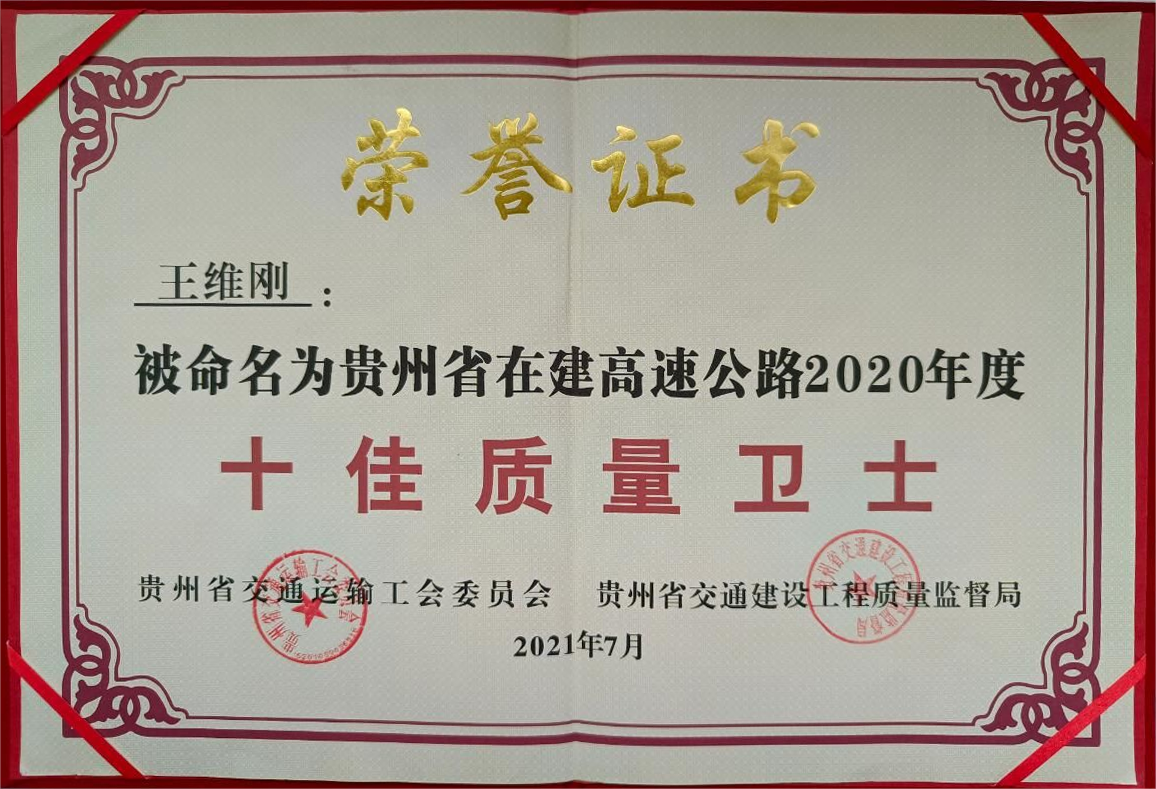 荣誉证书
王维刚：
被命名为贵州省在建高速公路2020年度
十佳质量卫士
贵州省交通运输工会委员会 贵州省交通建设工程质量监督局
2021年7月